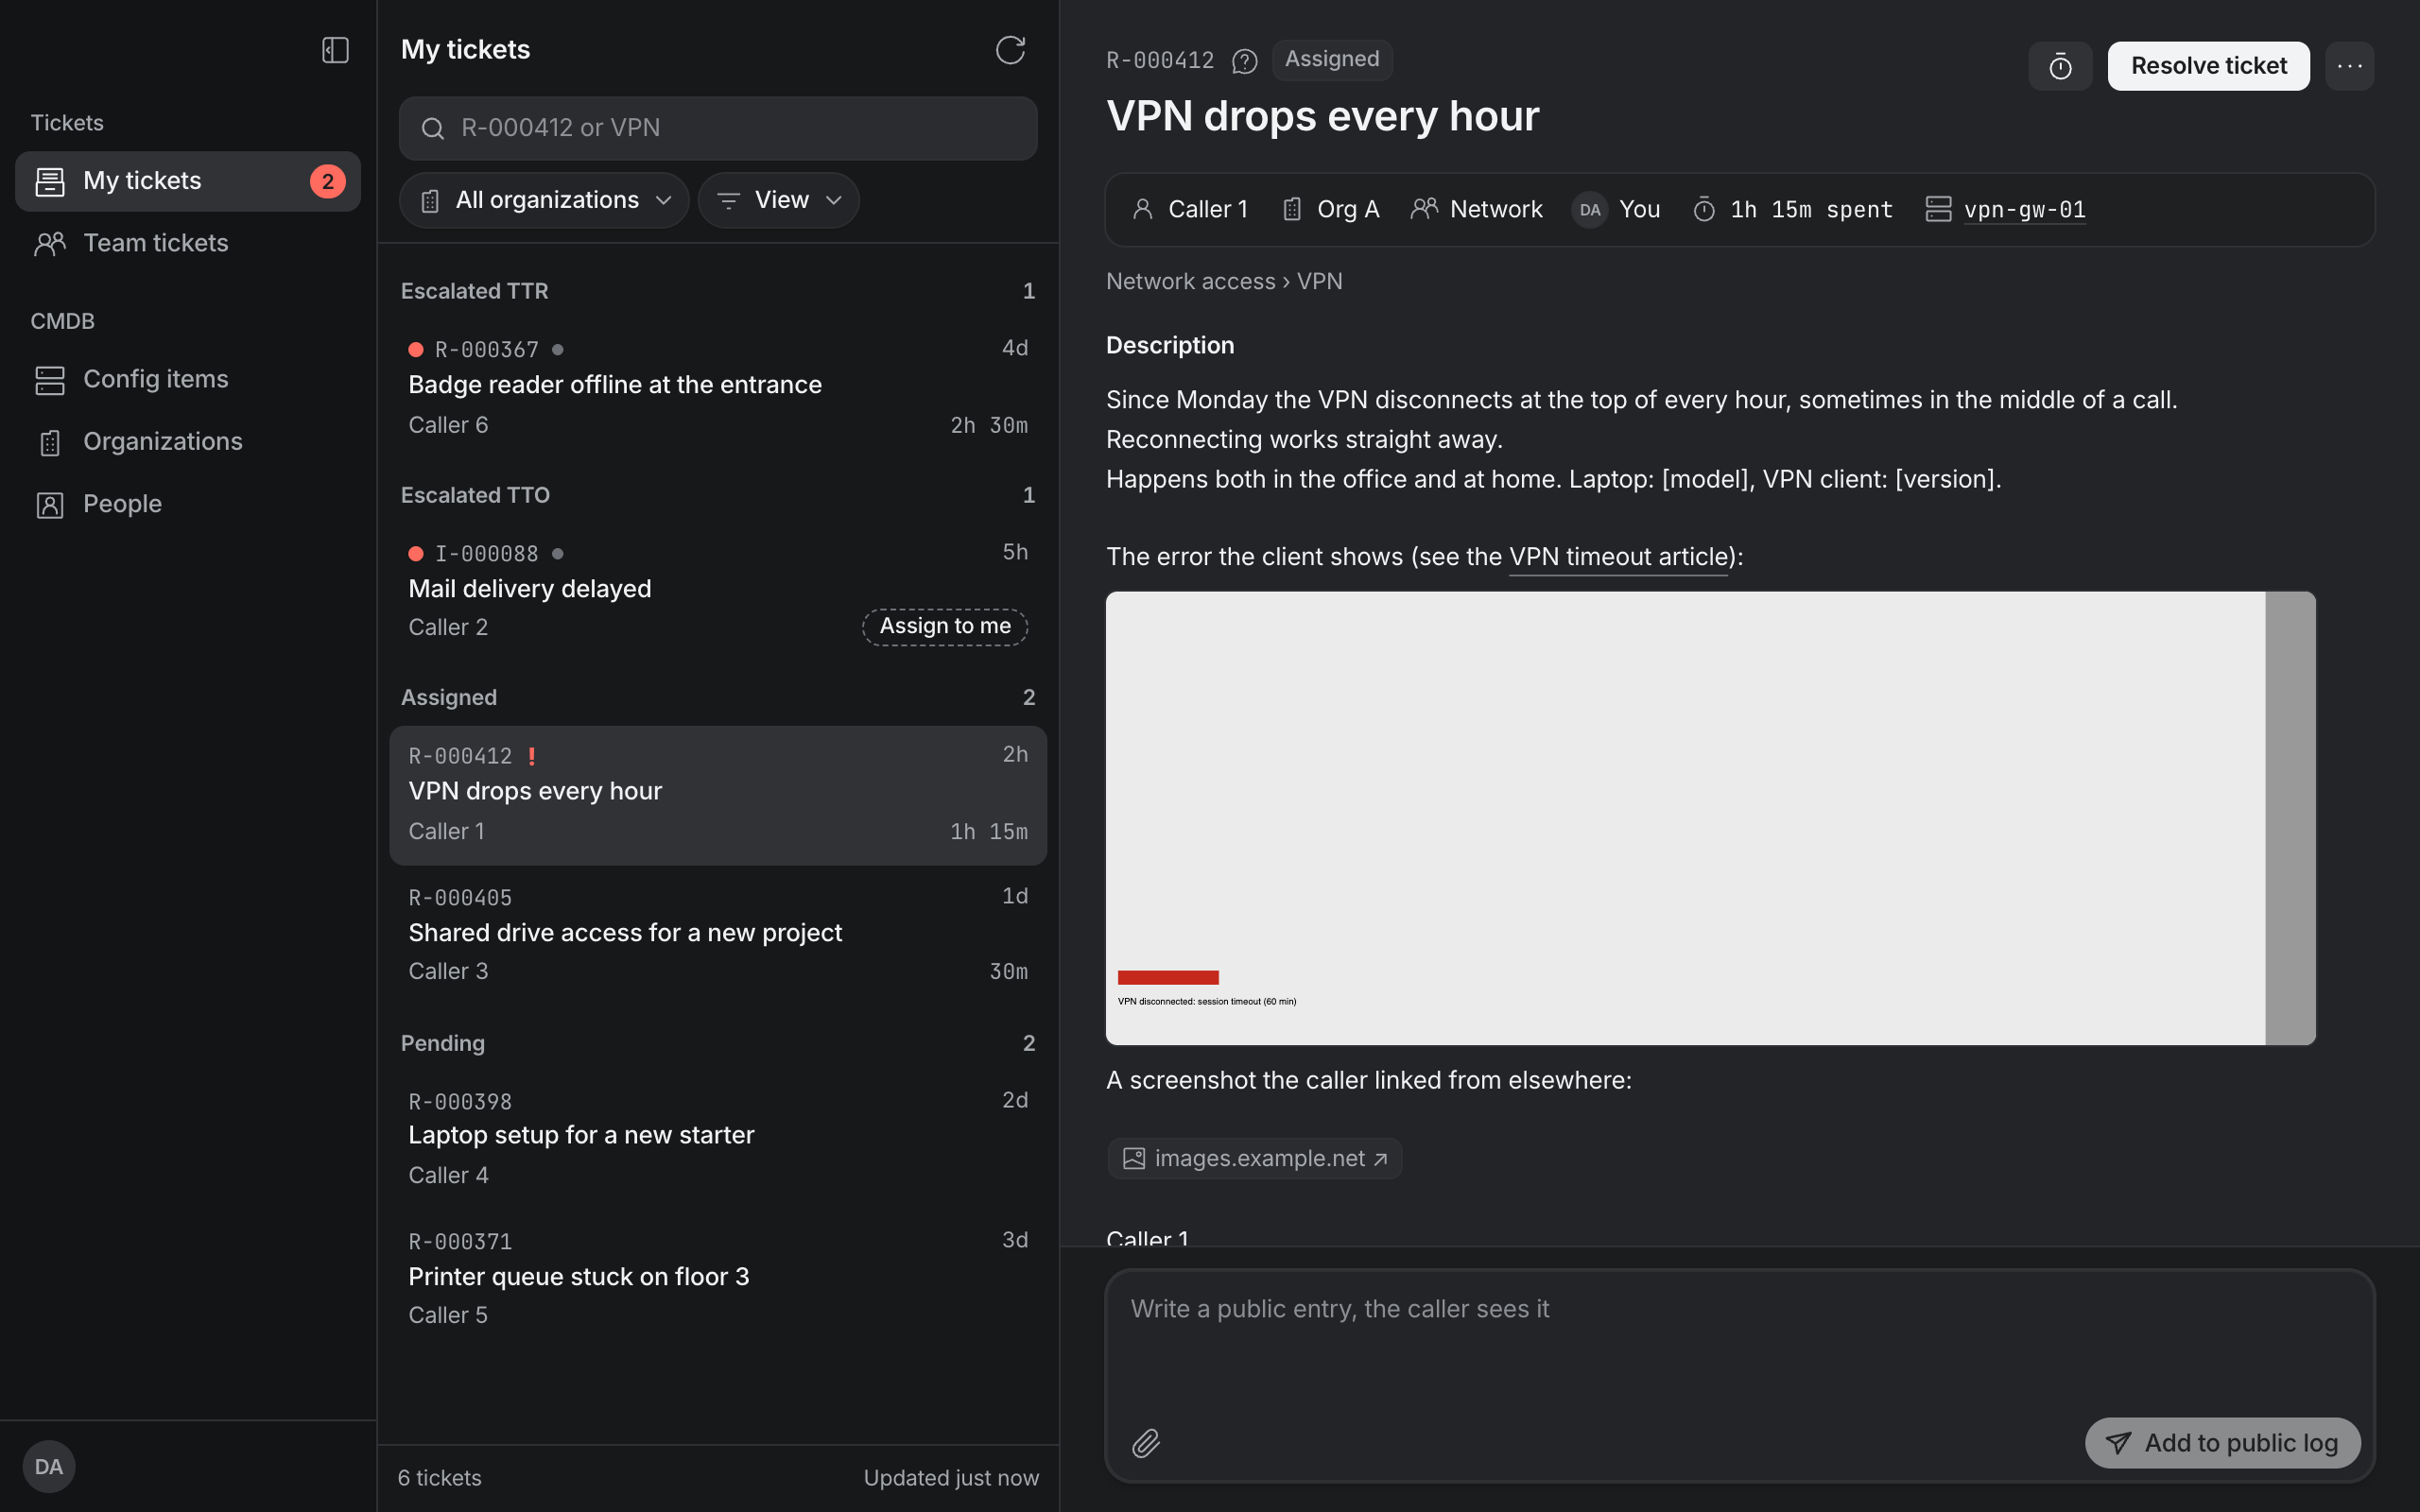 Tickets
My tickets 2
Team tickets
CMDB
Config items
Organizations
People
DA
My tickets
R-000412 or VPN
All organizations
View
Escalated TTR 1
R-000367 4d
Badge reader offline at the entrance
Caller 6 2h 30m
Escalated TTO 1
I-000088 5h
Mail delivery delayed
Caller 2 Assign to me
Assigned 2
R-000412 ! 2h
VPN drops every hour
Caller 1 1h 15m
R-000405 1d
Shared drive access for a new project
Caller 3 30m
Pending 2
R-000398 2d
Laptop setup for a new starter
Caller 4
R-000371 3d
Printer queue stuck on floor 3
Caller 5
6 tickets Updated just now
R-000412 Assigned
Resolve ticket
VPN drops every hour
Caller 1 Org A Network DA You 1h 15m spent vpn-gw-01
Network access › VPN
Description
Since Monday the VPN disconnects at the top of every hour, sometimes in the middle of a call.
Reconnecting works straight away.
Happens both in the office and at home. Laptop: [model], VPN client: [version].
The error the client shows (see the VPN timeout article):
VPN disconnected: session timeout (60 min)
A screenshot the caller linked from elsewhere:
images.example.net
Caller 1
Write a public entry, the caller sees it
Add to public log